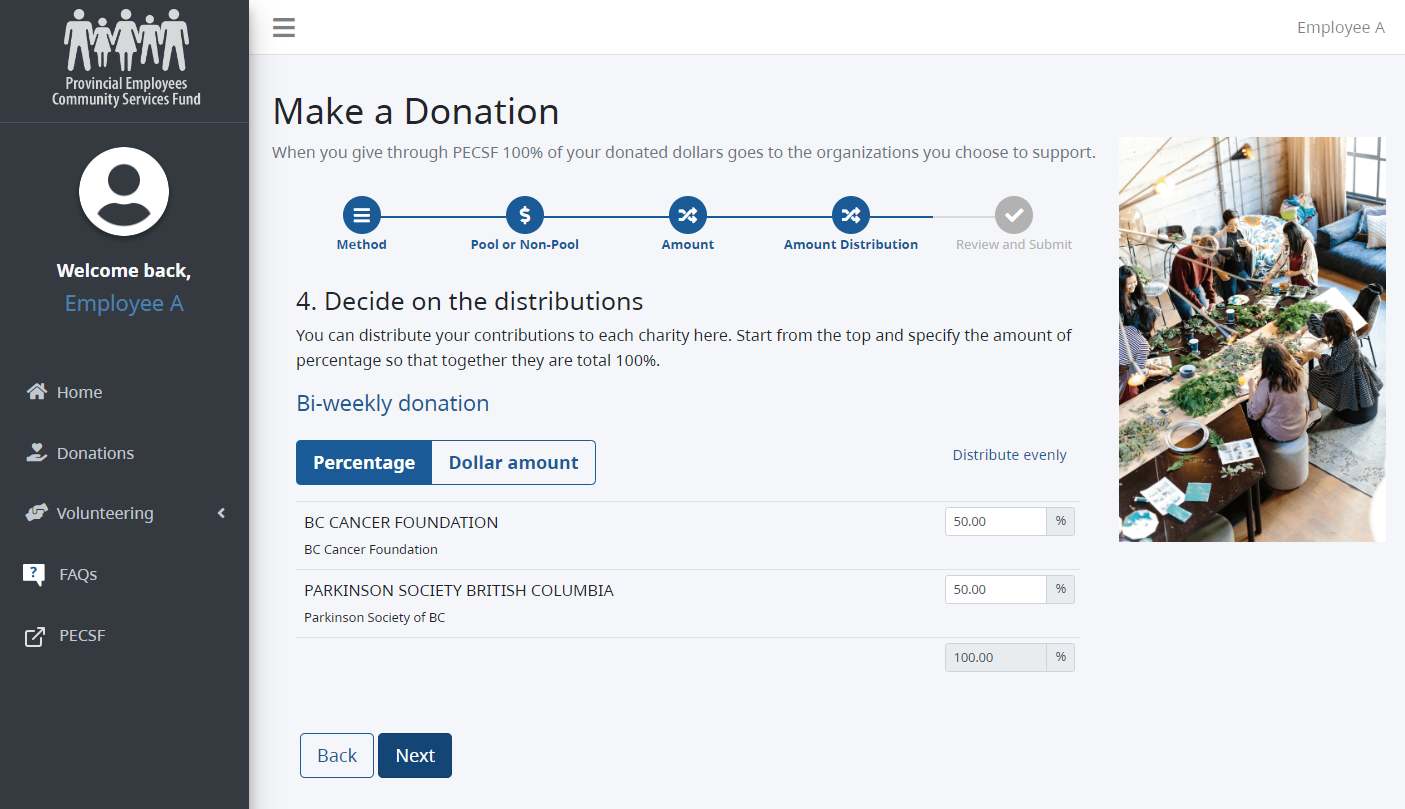 Provincial Employees
Community Services Fund
Welcome back,
Employee A
Home
Donations
Volunteering
? FAQs
PECSF
Employee A
Make a Donation
When you give through PECSF 100% of your donated dollars goes to the organizations you choose to support.
$
Method
Pool or Non-Pool
Amount
Amount Distribution
Review and Submit
4. Decide on the distributions
You can distribute your contributions to each charity here. Start from the top and specify the amount of
percentage so that together they are total 100%.
Bi-weekly donation
Percentage
Dollar amount
Distribute evenly
BC CANCER FOUNDATION
50.00 %
BC Cancer Foundation
PARKINSON SOCIETY BRITISH COLUMBIA
50.00 %
Parkinson Society of BC
100.00 %
Back
Next